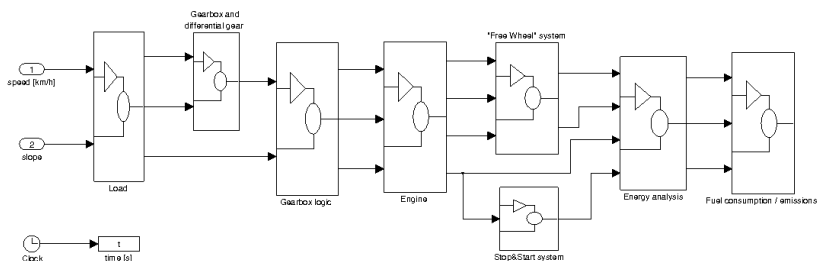 Gearbox and
differential gear
"Free Wheel" system
1
speed [km/h]
2
slope
Load
Gearbox logic
Engine
Energy analysis
Fuel consumption / emissions
Stop&Start system
Clock
t
time [s]